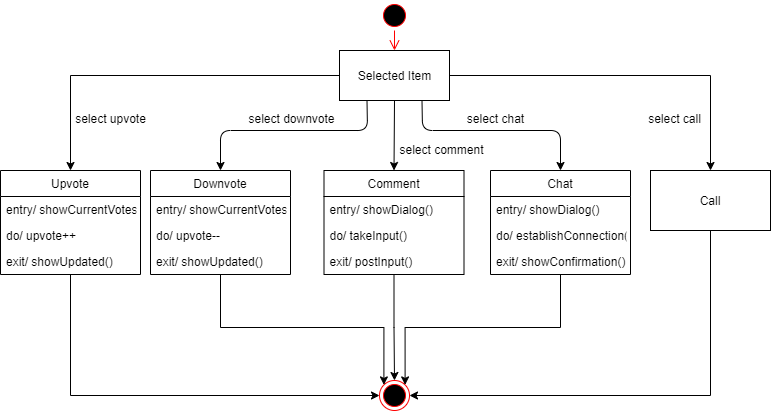 Selected Item
select upvote
select downvote
select comment
select chat
select call
Upvote
entry/ showCurrentVotes
do/ upvote++
exit/ showUpdated()
Downvote
entry/ showCurrentVotes
do/ upvote--
exit/ showUpdated()
Comment
entry/ showDialog()
do/ takeInput()
exit/ postInput()
Chat
entry/ showDialog()
do/ establishConnection(
exit/ showConfirmation()
Call